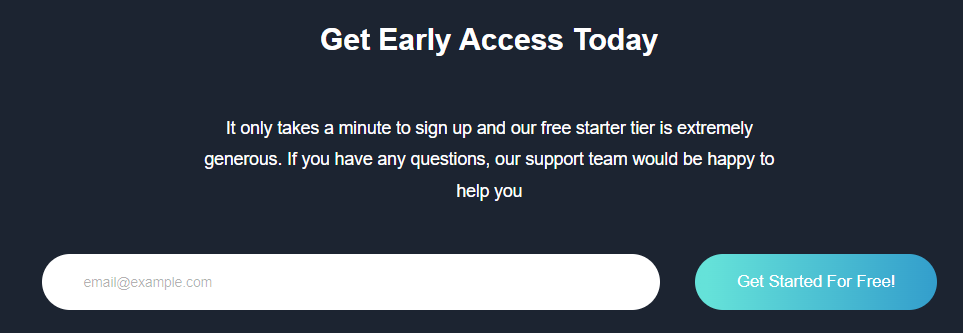 Get Early Access Today
It only takes a minute to sign up and our free starter tier is extremely
generous. If you have any questions, our support team would be happy to
help you
email@example.com
Get Started For Free!